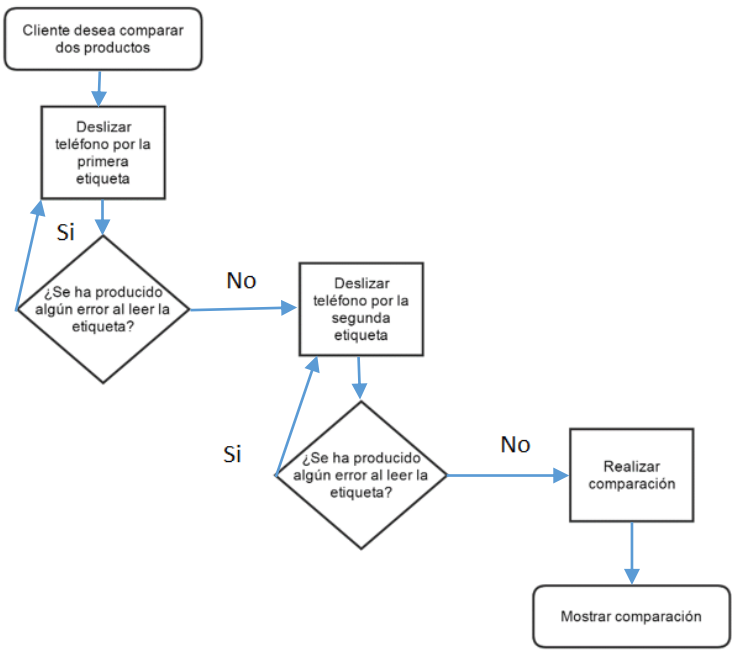 Cliente desea comparar
dos productos
Deslizar
teléfono por la
primera
etiqueta
Si
¿Se ha producido
algún error al leer la
etiqueta?
No
Deslizar
teléfono por la
segunda
etiqueta
Si
¿Se ha producido
algún error al leer la
etiqueta?
No
Realizar
comparación
Mostrar comparación